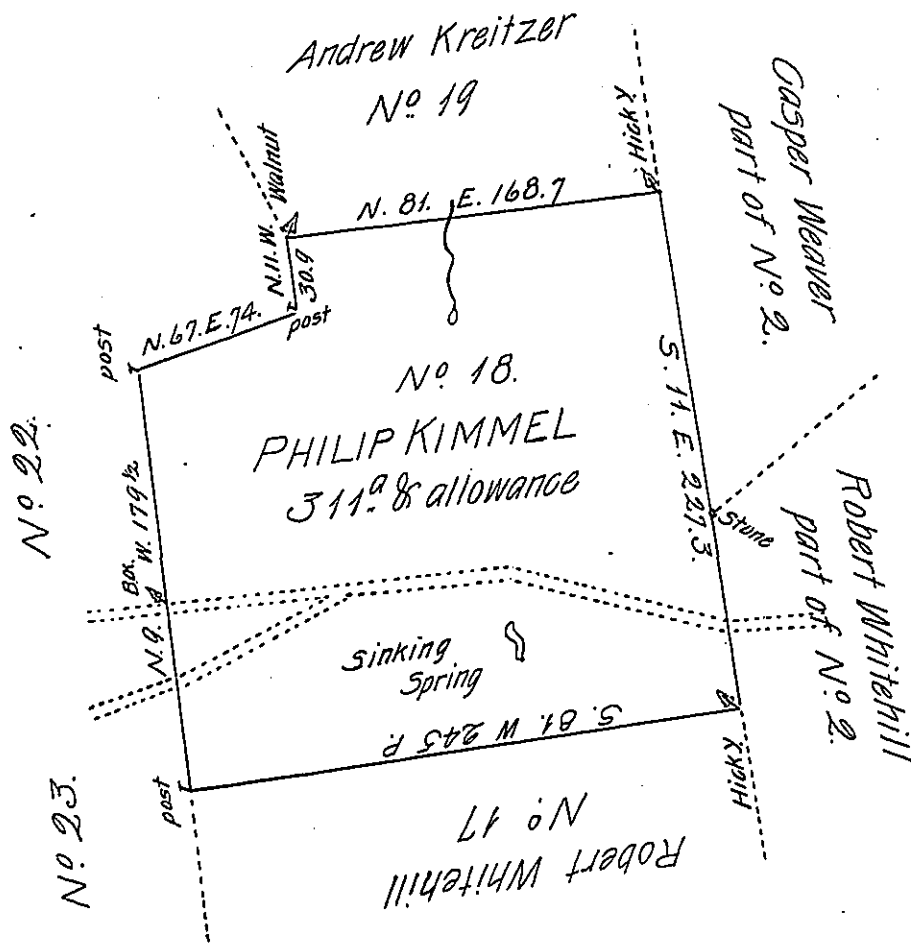 Andrew Kreitzer
Nº 19
Hick'y
Casper Weaver
part of Nº 2.
Walnut
N. 81. E. 168.7
N. 11. W.
30.9
post
N. 67. E. 74.
post
Nº 18.
PHILIP KIMMEL
311ª & allowance
S. 11. E. 227.3.
Stone
Robert Whitehill
part of Nº 2.
Nº 22.
N. 9. W. 179 ½
Sinking
Spring
S. 81. W 245 P.
Hick'y
post
Nº 23.
Nº 17
Robert Whitehill